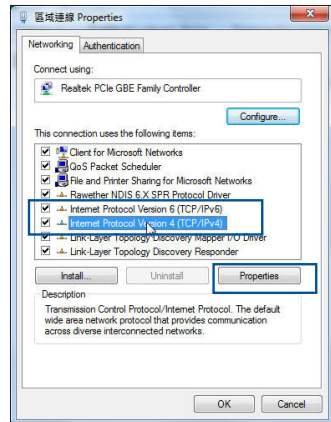 區域連線 Properties
Networking
Authentication
Connect using:
Realtek PCIe GBE Family Controller
Configure...
This connection uses the following items:
Client for Microsoft Networks
QoS Packet Scheduler
File and Printer Sharing for Microsoft Networks
Rawether NDIS 6.X SPR Protocol Driver
Internet Protocol Version 6 (TCP/IPv6)
Internet Protocol Version 4 (TCP/IPv4)
Link-Layer Topology Discovery Mapper I/O Driver
Link-Layer Topology Discovery Responder
Install...
Uninstall
Properties
Description
Transmission Control Protocol/Internet Protocol. The default
wide area network protocol that provides communication
across diverse interconnected networks.
OK
Cancel